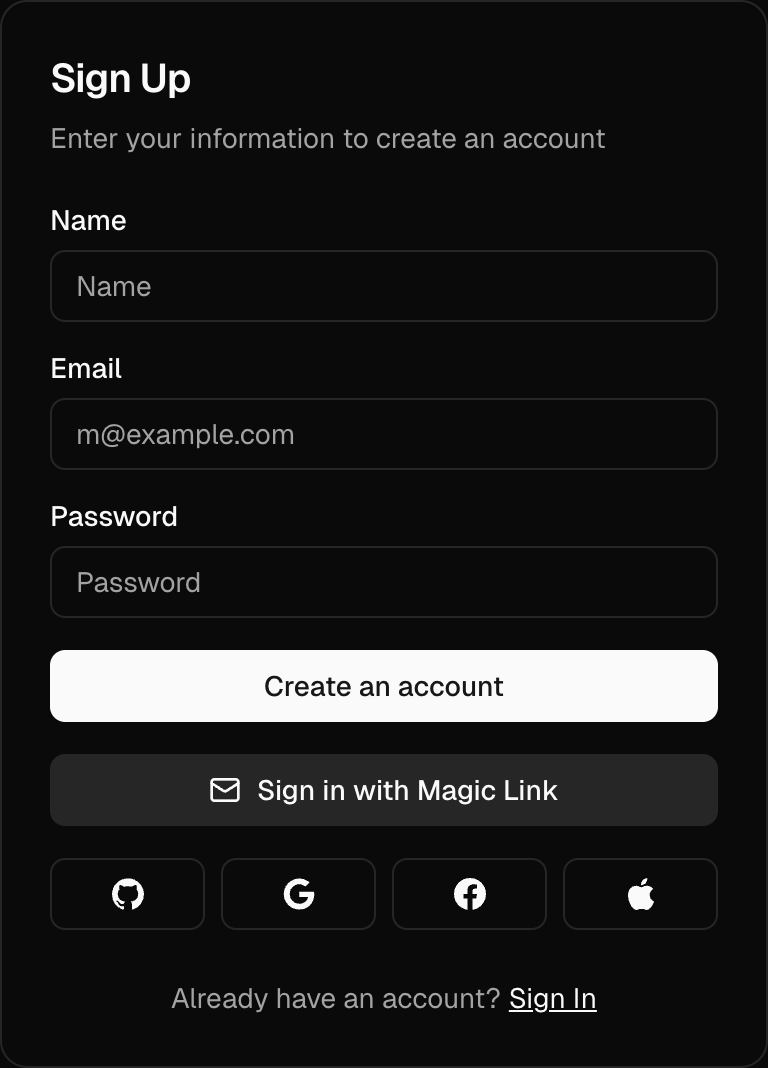 Sign Up
Enter your information to create an account
Name
Name
Email
m@example.com
Password
Password
Create an account
Sign in with Magic Link
Already have an account? Sign In